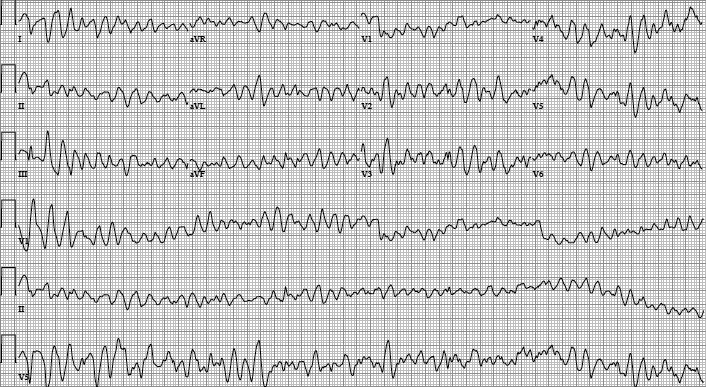 I aVR V1 V4
II aVL V2 V5
III aVF V3 V6
V1
II
V5